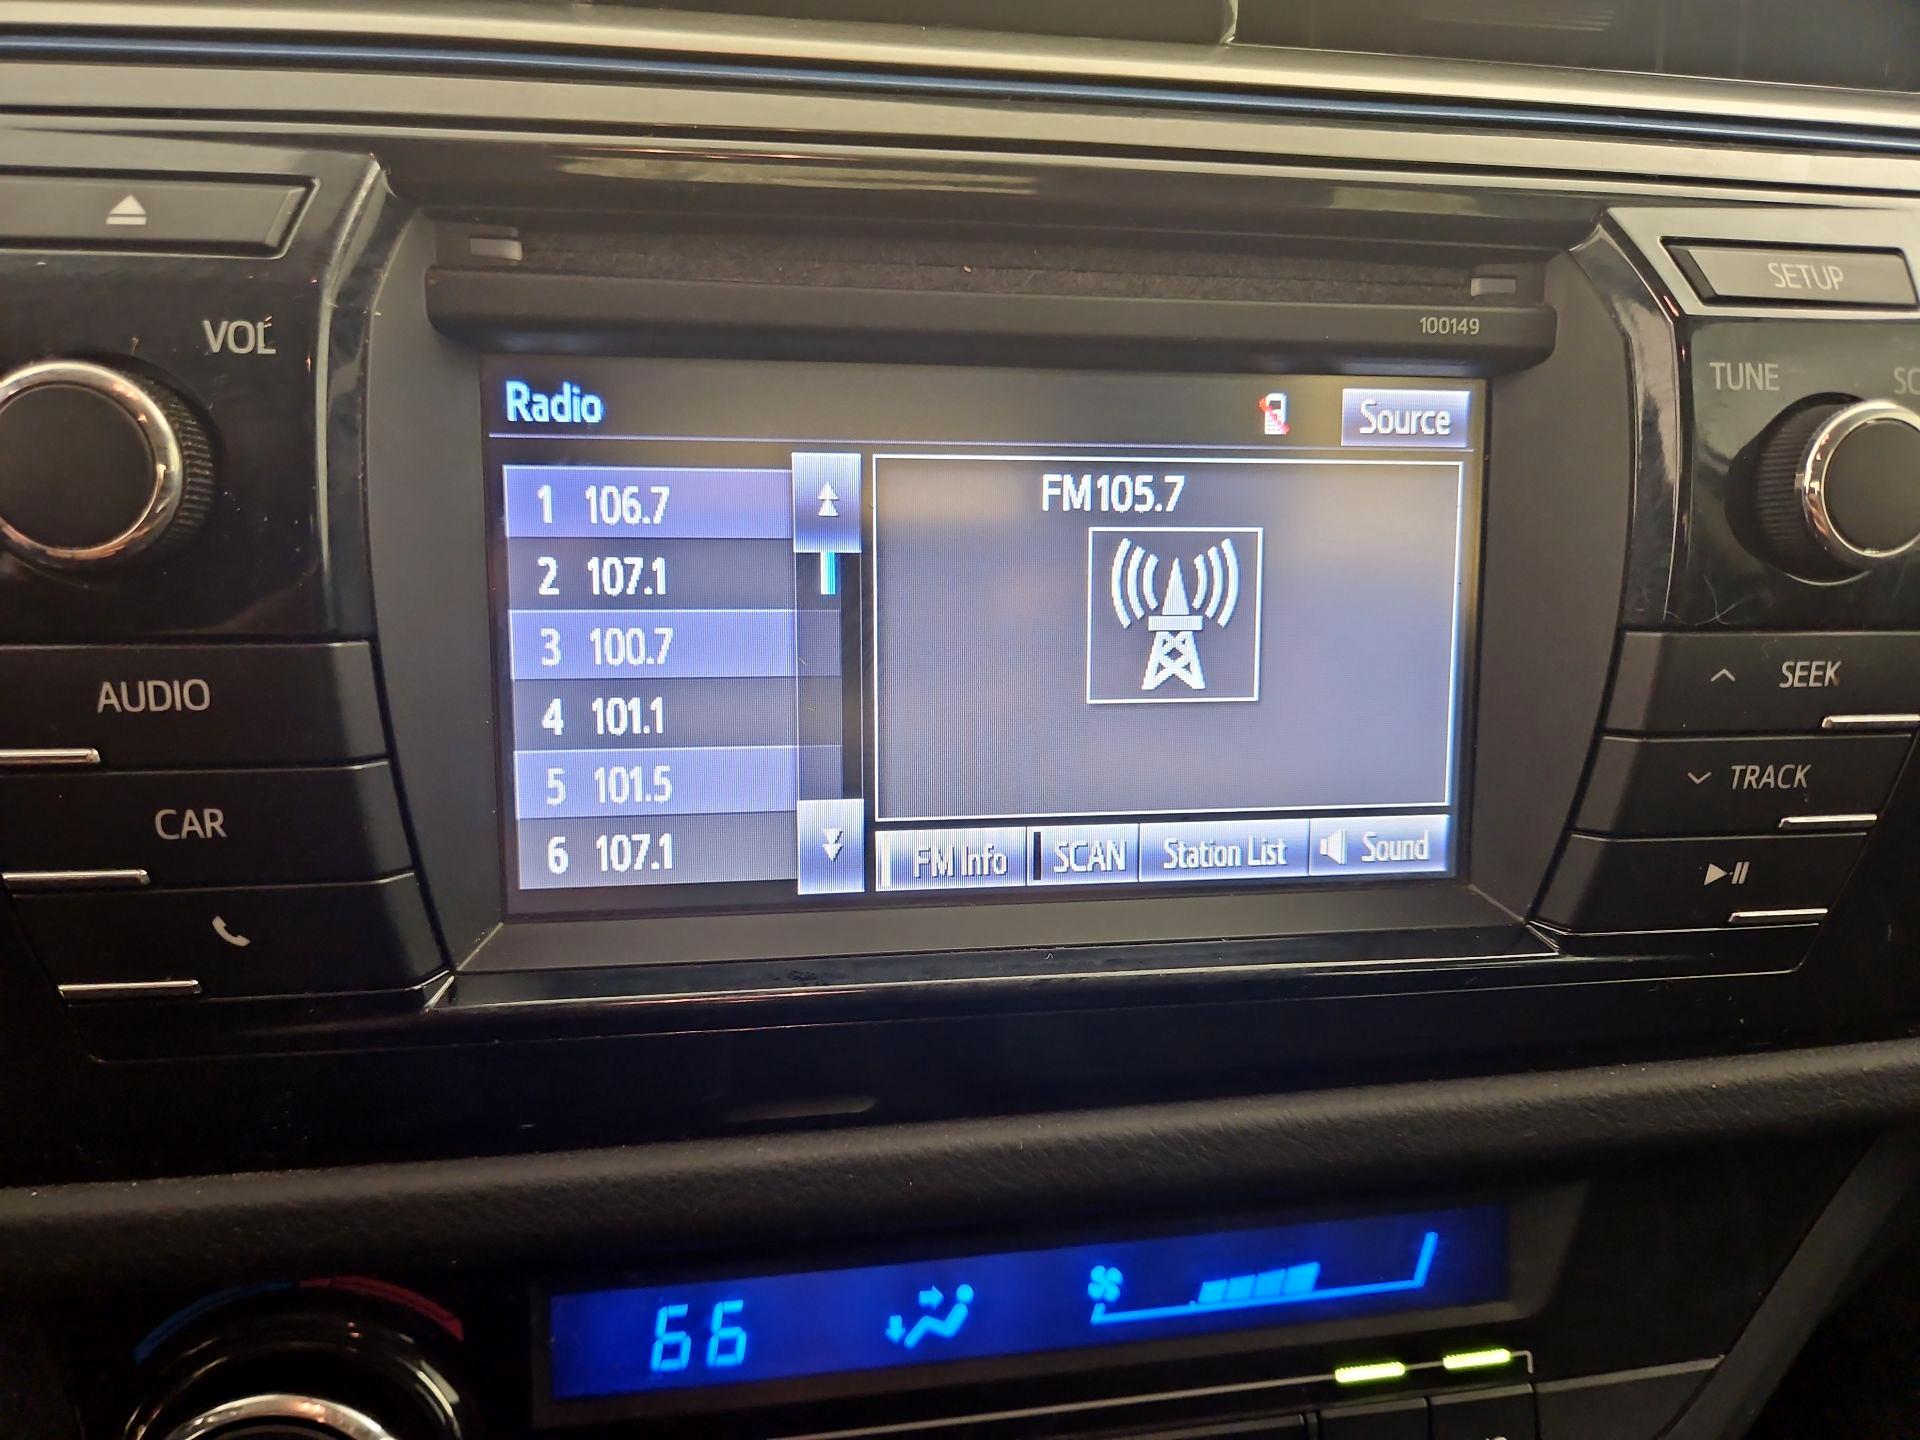 VOL
SETUP
100149
TUNE
Radio
Source
1 106.7
2 107.1
3 100.7
4 101.1
5 101.5
6 107.1
FM105.7
FM Info
SCAN
Station List
Sound
AUDIO
CAR
SEEK
TRACK
66